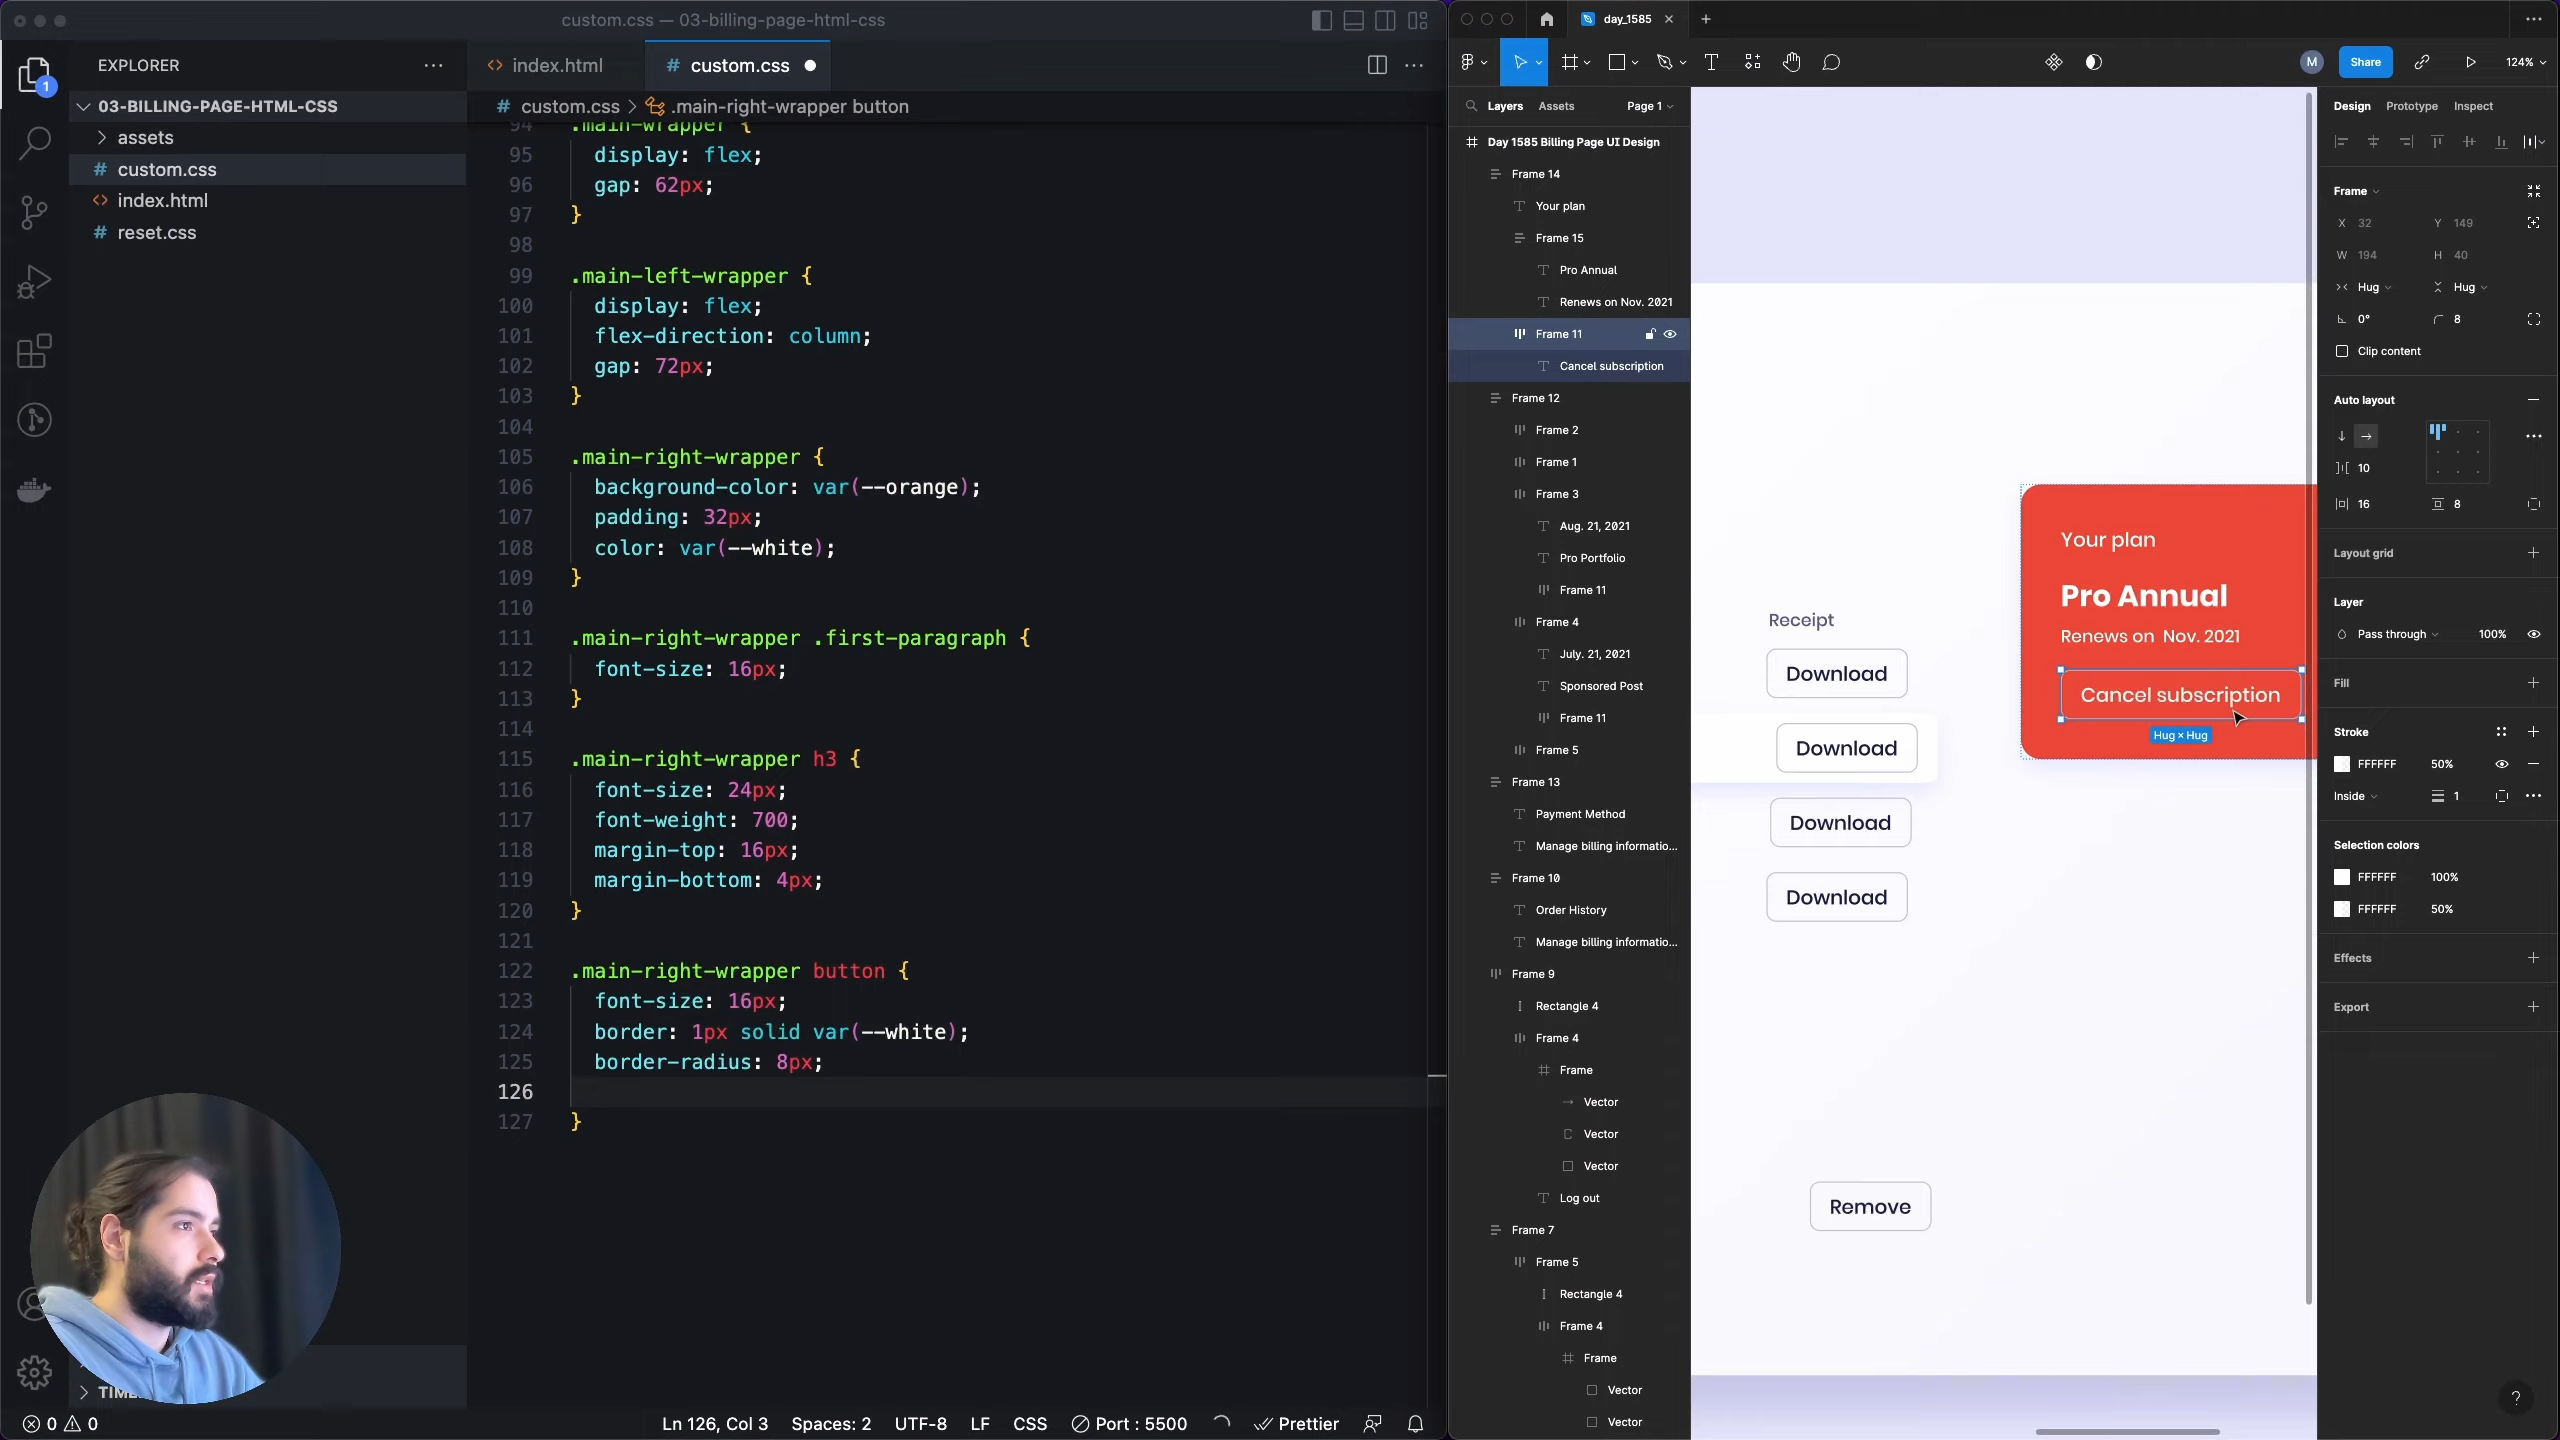 custom.css — 03-billing-page-html-css
EXPLORER
1
03-BILLING-PAGE-HTML-CSS
assets
# custom.css
<> index.html
# reset.css
<> index.html
# custom.css
# custom.css > .main-right-wrapper button
94 .main-wrapper {
95 display: flex;
96 gap: 62px;
97 }
98
99 .main-left-wrapper {
100 display: flex;
101 flex-direction: column;
102 gap: 72px;
103 }
104
105 .main-right-wrapper {
106 background-color: var(--orange);
107 padding: 32px;
108 color: var(--white);
109 }
110
111 .main-right-wrapper .first-paragraph {
112 font-size: 16px;
113 }
114
115 .main-right-wrapper h3 {
116 font-size: 24px;
117 font-weight: 700;
118 margin-top: 16px;
119 margin-bottom: 4px;
120 }
121
122 .main-right-wrapper button {
123 font-size: 16px;
124 border: 1px solid var(--white);
125 border-radius: 8px;
126
127 }
0 0
Ln 126, Col 3
Spaces: 2
UTF-8
LF
CSS
Port : 5500
Prettier
day_1585
M
Share
124%
Layers
Assets
Page 1
Day 1585 Billing Page UI Design
Frame 14
Your plan
Frame 15
Pro Annual
Renews on Nov. 2021
Frame 11
Cancel subscription
Frame 12
Frame 2
Frame 1
Frame 3
Aug. 21, 2021
Pro Portfolio
Frame 11
Frame 4
July. 21, 2021
Sponsored Post
Frame 11
Frame 5
Frame 13
Payment Method
Manage billing informatio...
Frame 10
Order History
Manage billing informatio...
Frame 9
Rectangle 4
Frame 4
Frame
Vector
Vector
Vector
Log out
Frame 7
Frame 5
Rectangle 4
Frame 4
Frame
Vector
Vector
Your plan
Pro Annual
Renews on Nov. 2021
Cancel subscription
Hug × Hug
Receipt
Download
Download
Download
Download
Remove
Design
Prototype
Inspect
Frame
X 32
Y 149
W 194
H 40
Hug
Hug
0°
8
Clip content
Auto layout
10
16
8
Layout grid
Layer
Pass through
100%
Fill
Stroke
FFFFFF
50%
Inside
1
Selection colors
FFFFFF
100%
FFFFFF
50%
Effects
Export
?